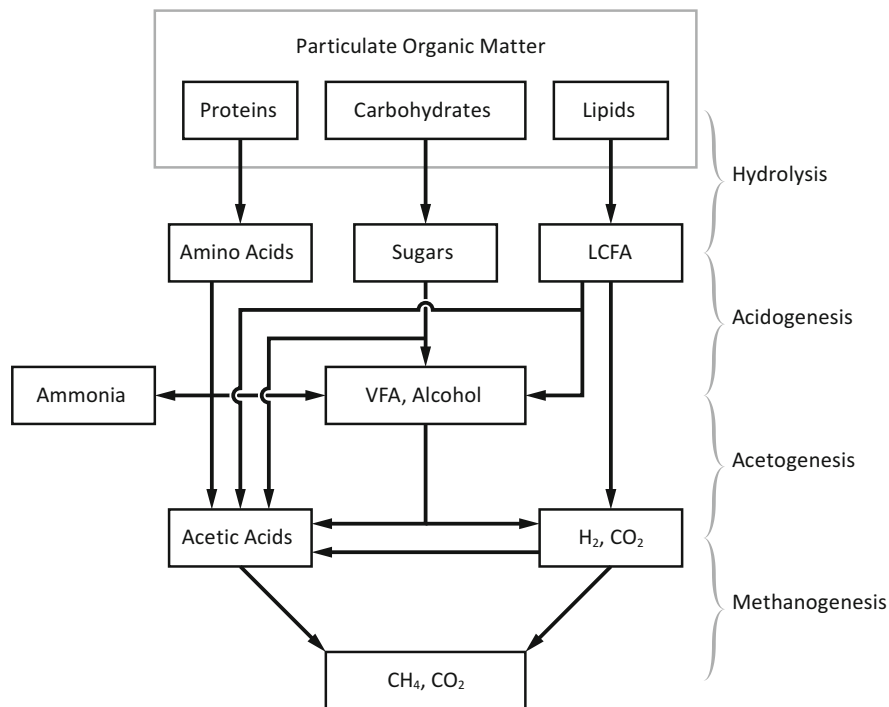 Particulate Organic Matter
Proteins
Carbohydrates
Lipids
Hydrolysis
Amino Acids
Sugars
LCFA
Acidogenesis
Ammonia
VFA, Alcohol
Acetogenesis
Acetic Acids
H₂, CO₂
Methanogenesis
CH₄, CO₂